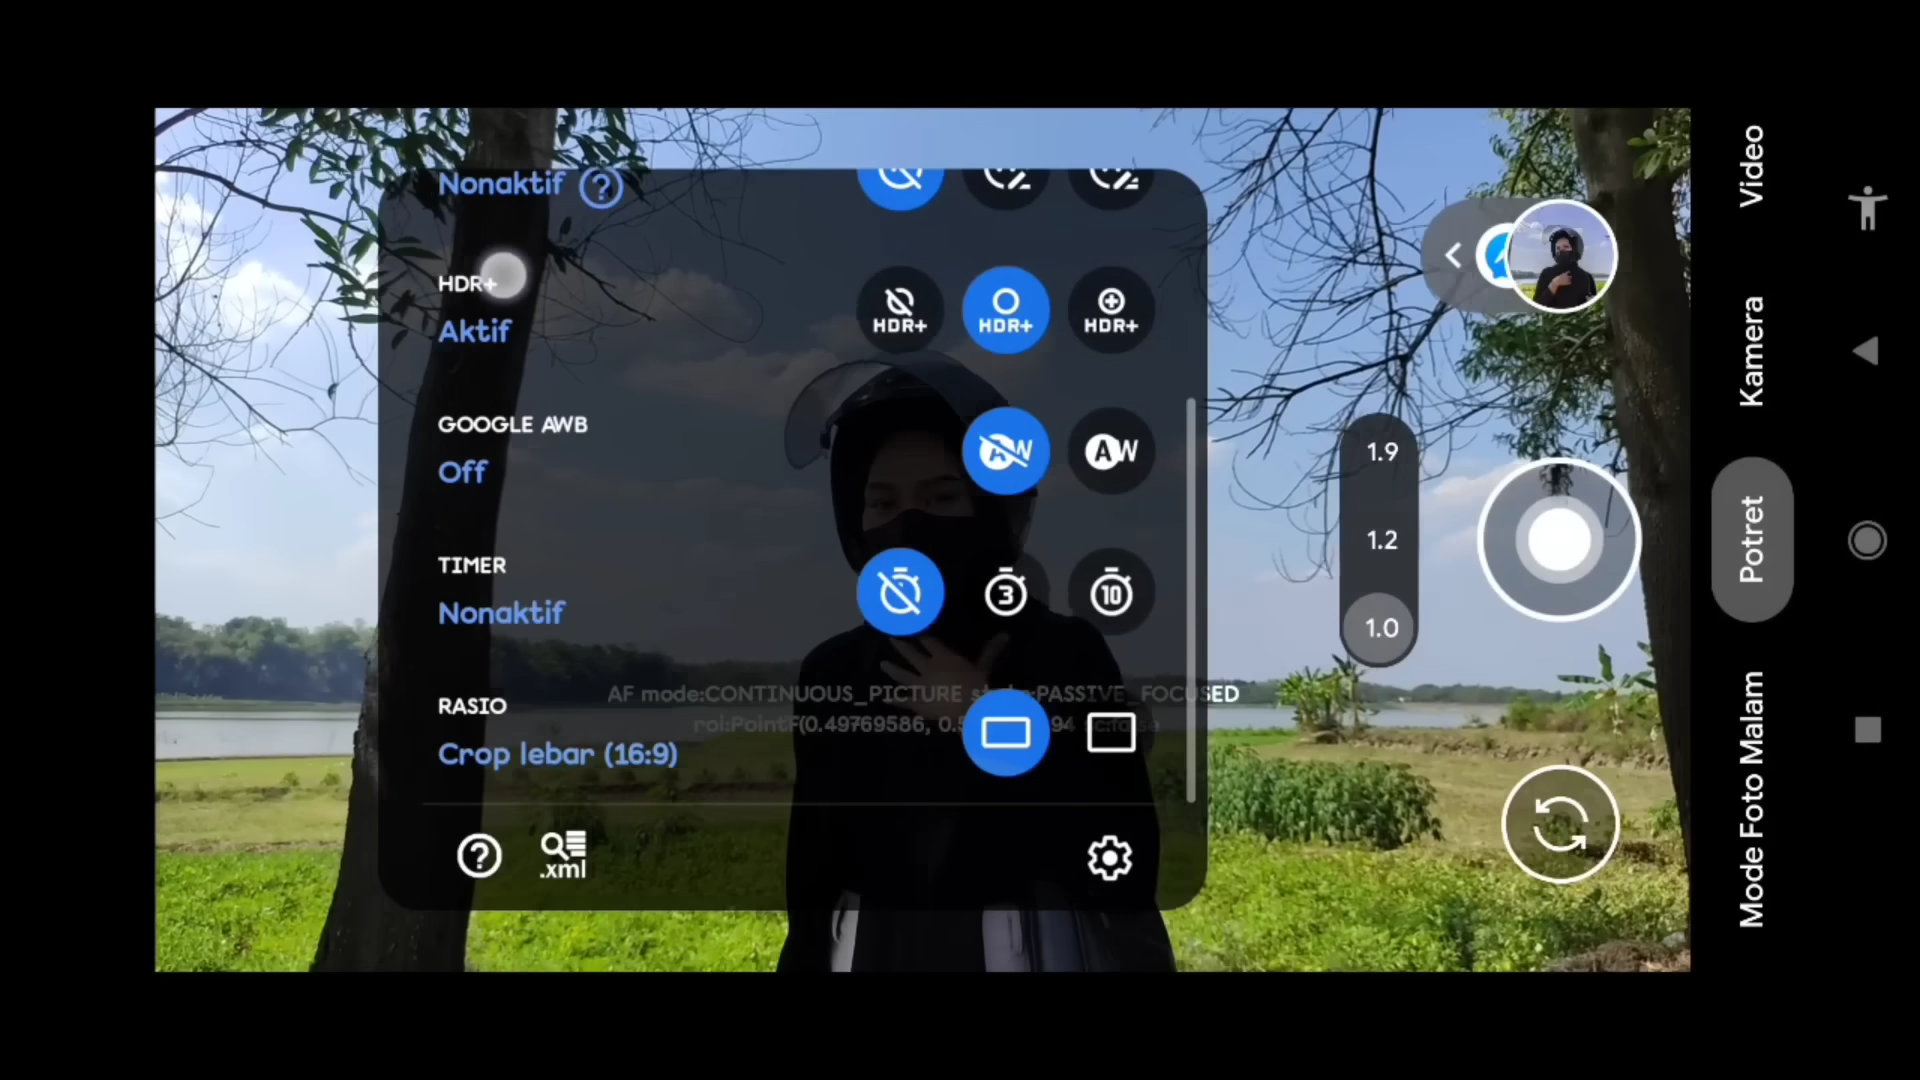 Nonaktif ?
HDR+
Aktif
HDR+
HDR+
HDR+
GOOGLE AWB
Off
AW
AW
TIMER
Nonaktif
3
10
AF mode:CONTINUOUS_PICTURE PASSIVE_FOCUSED
roi:PointF(0.49769586,
RASIO
Crop lebar (16:9)
?
.xml
1.9
1.2
1.0
Video
Kamera
Potret
Mode Foto Malam